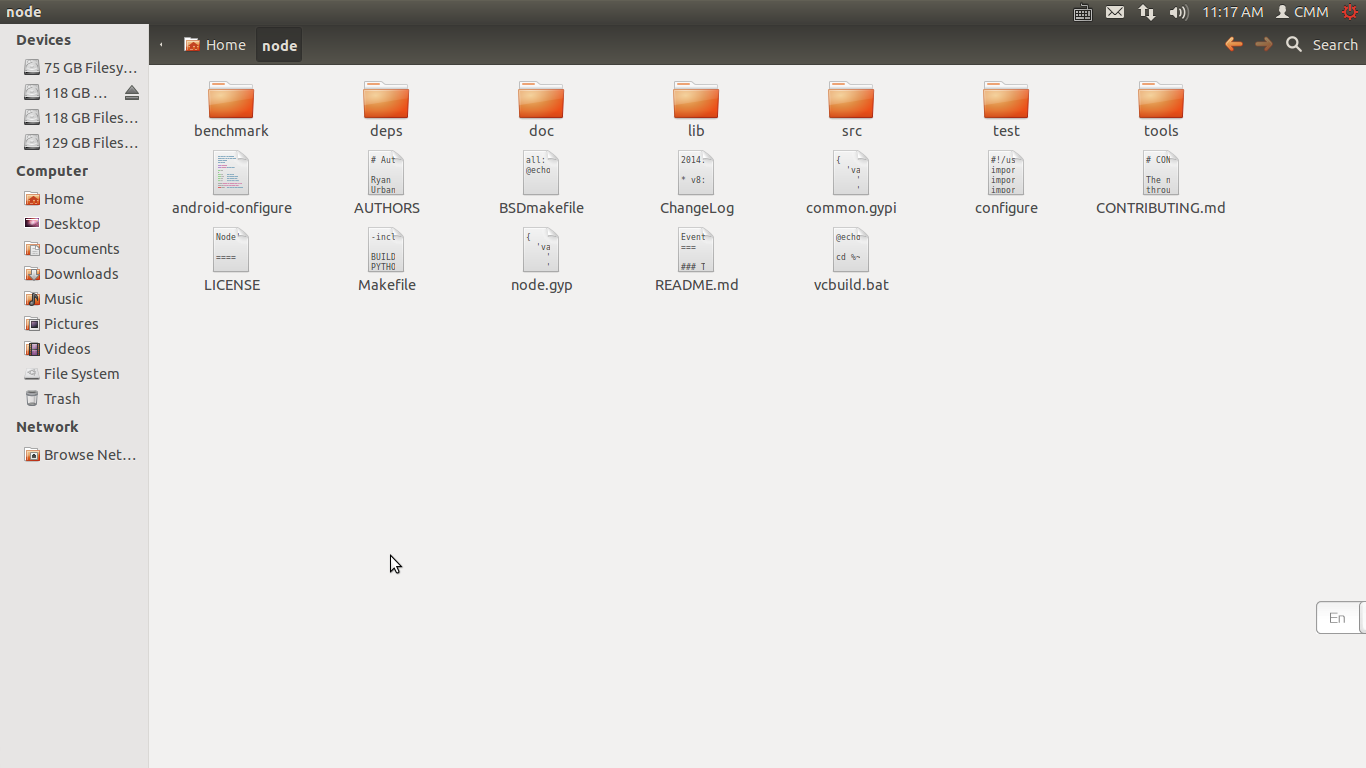 node
11:17 AM
CMM
Devices
75 GB Filesy...
118 GB ...
118 GB Files...
129 GB Files...
Computer
Home
Desktop
Documents
Downloads
Music
Pictures
Videos
File System
Trash
Network
Browse Net...
Home
node
Search
benchmark
deps
doc
lib
src
test
tools
# Aut
Ryan
Urban
all:
@echo
2014.
* v8:
{
'va
'
'
#!/us
impor
impor
impor
# CON
The n
throu
android-configure
AUTHORS
BSDmakefile
ChangeLog
common.gypi
configure
CONTRIBUTING.md
Node'
====
-incl
BUILD
PYTHO
{
'va
'
'
Event
===
### T
@echo
cd %~
LICENSE
Makefile
node.gyp
README.md
vcbuild.bat
En